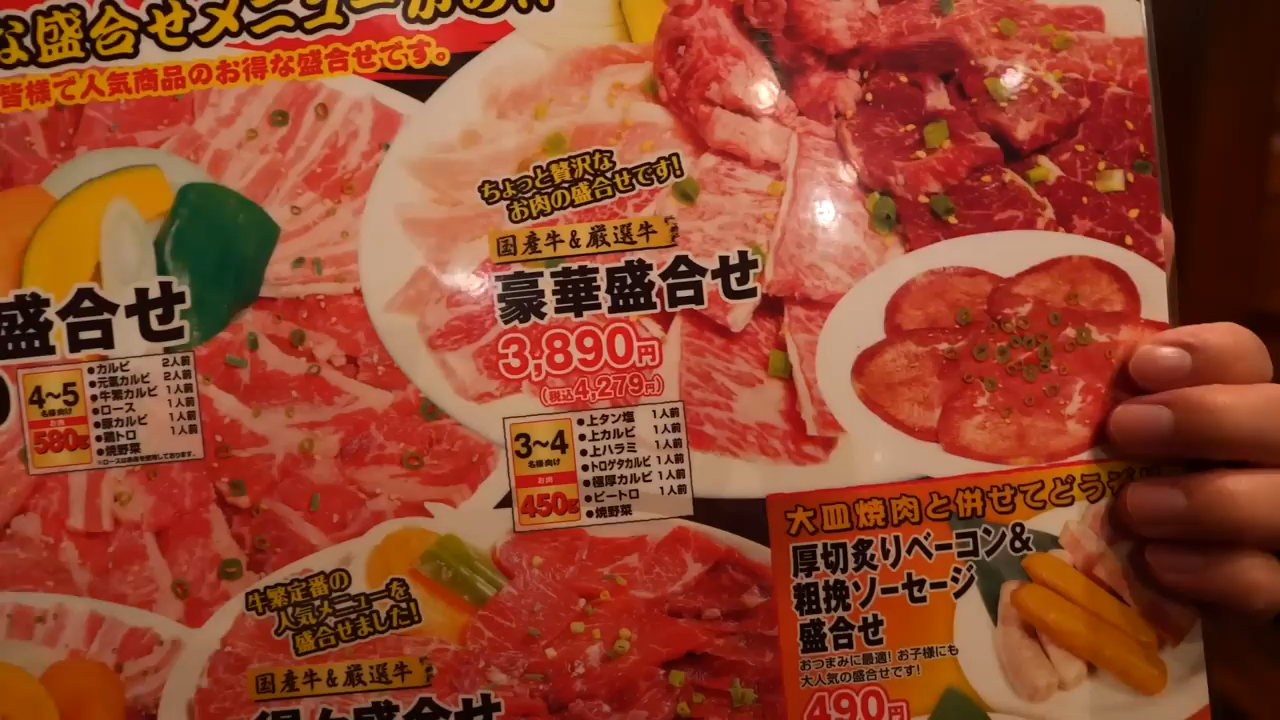 な盛合せメニュー
皆様で人気商品のお得な盛合せです。
盛合せ
4〜5
名様向け
お肉
580g
●カルビ 2人前
●元氣カルビ 2人前
●牛繁カルビ 1人前
●ロース 1人前
●豚カルビ 1人前
●鶏トロ 1人前
●焼野菜
ちょっと贅沢な
お肉の盛合せです!
国産牛&厳選牛
豪華盛合せ
3,890円
(税込4,279円)
3〜4
名様向け
お肉
450g
●上タン塩 1人前
●上カルビ 1人前
●上ハラミ 1人前
●トロゲタカルビ 1人前
●極厚カルビ 1人前
●ピートロ 1人前
●焼野菜
牛繁定番の
人気メニューを
盛合せました!
国産牛&厳選牛
盛合せ
大皿焼肉と併せてどうぞ
厚切炙りベーコン&
粗挽ソーセージ
盛合せ
おつまみに最適!お子様にも
大人気の盛合せです!
490円